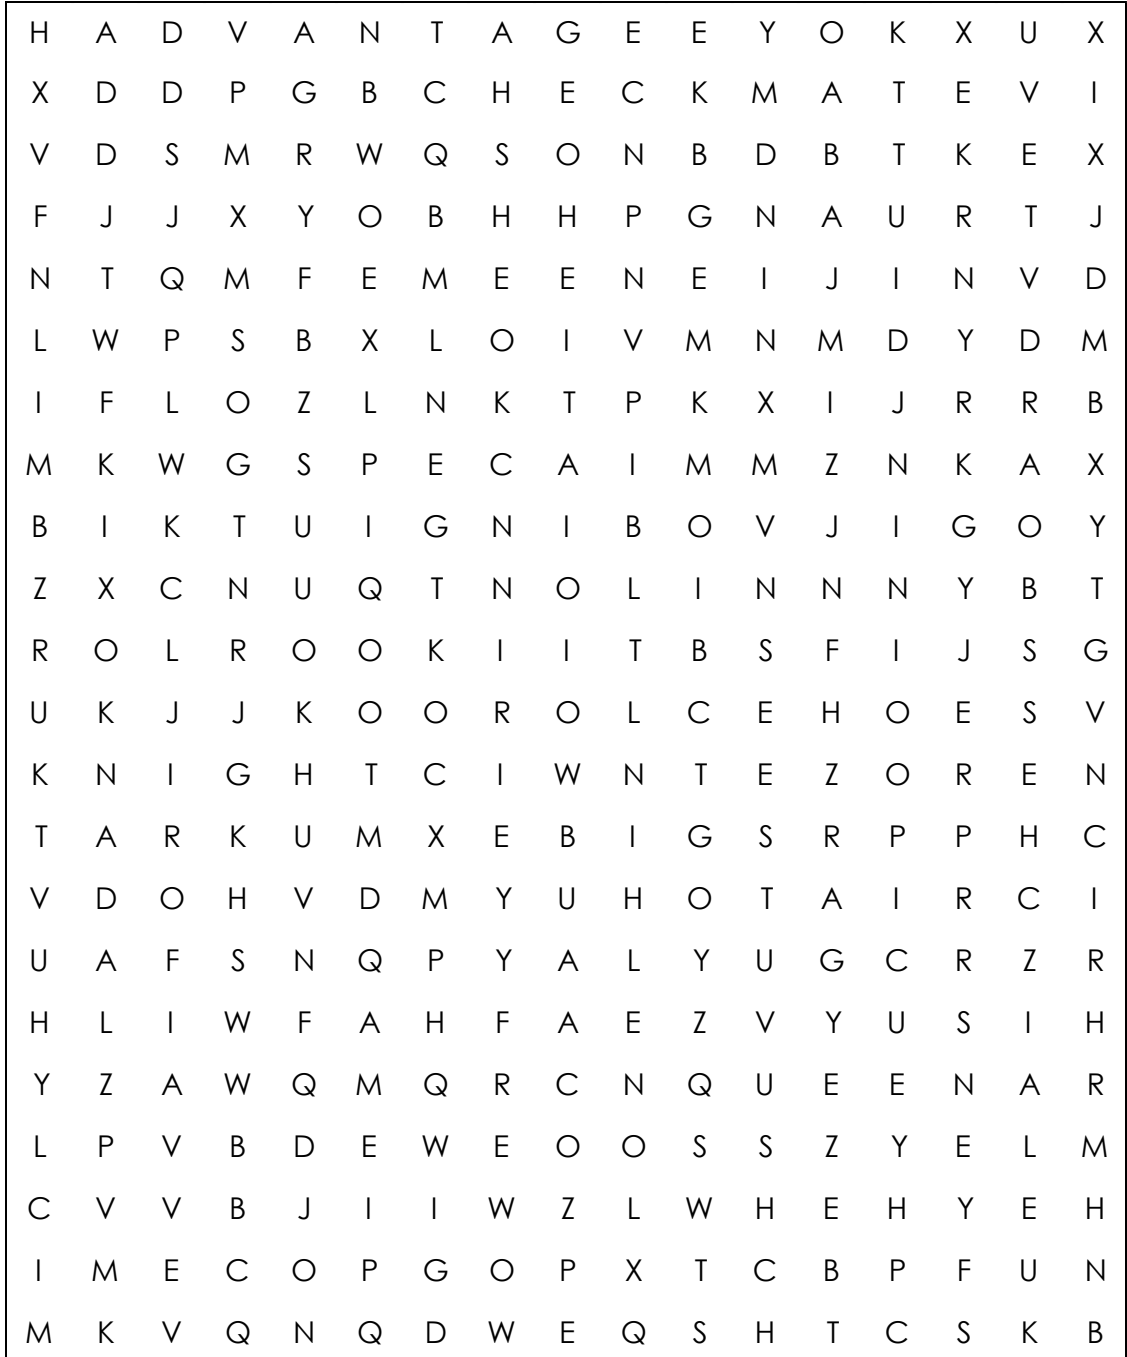 H A D V A N T A G E E Y O K X U X
X D D P G B C H E C K M A T E V I
V D S M R W Q S O N B D B T K E X
F J J X Y O B H H P G N A U R T J
N T Q M F E M E E N E I J I N V D
L W P S B X L O I V M N M D Y D M
I F L O Z L N K T P K X I J R R B
M K W G S P E C A I M M Z N K A X
B I K T U I G N I B O V J I G O Y
Z X C N U Q T N O L I N N N Y B T
R O L R O O K I I T B S F I J S G
U K J J K O O R O L C E H O E S V
K N I G H T C I W N T E Z O R E N
T A R K U M X E B I G S R P P H C
V D O H V D M Y U H O T A I R C I
U A F S N Q P Y A L Y U G C R Z R
H L I W F A H F A E Z V Y U S I H
Y Z A W Q M Q R C N Q U E E N A R
L P V B D E W E O O S S Z Y E L M
C V V B J I I W Z L W H E H Y E H
I M E C O P G O P X T C B P F U N
M K V Q N Q D W E Q S H T C S K B